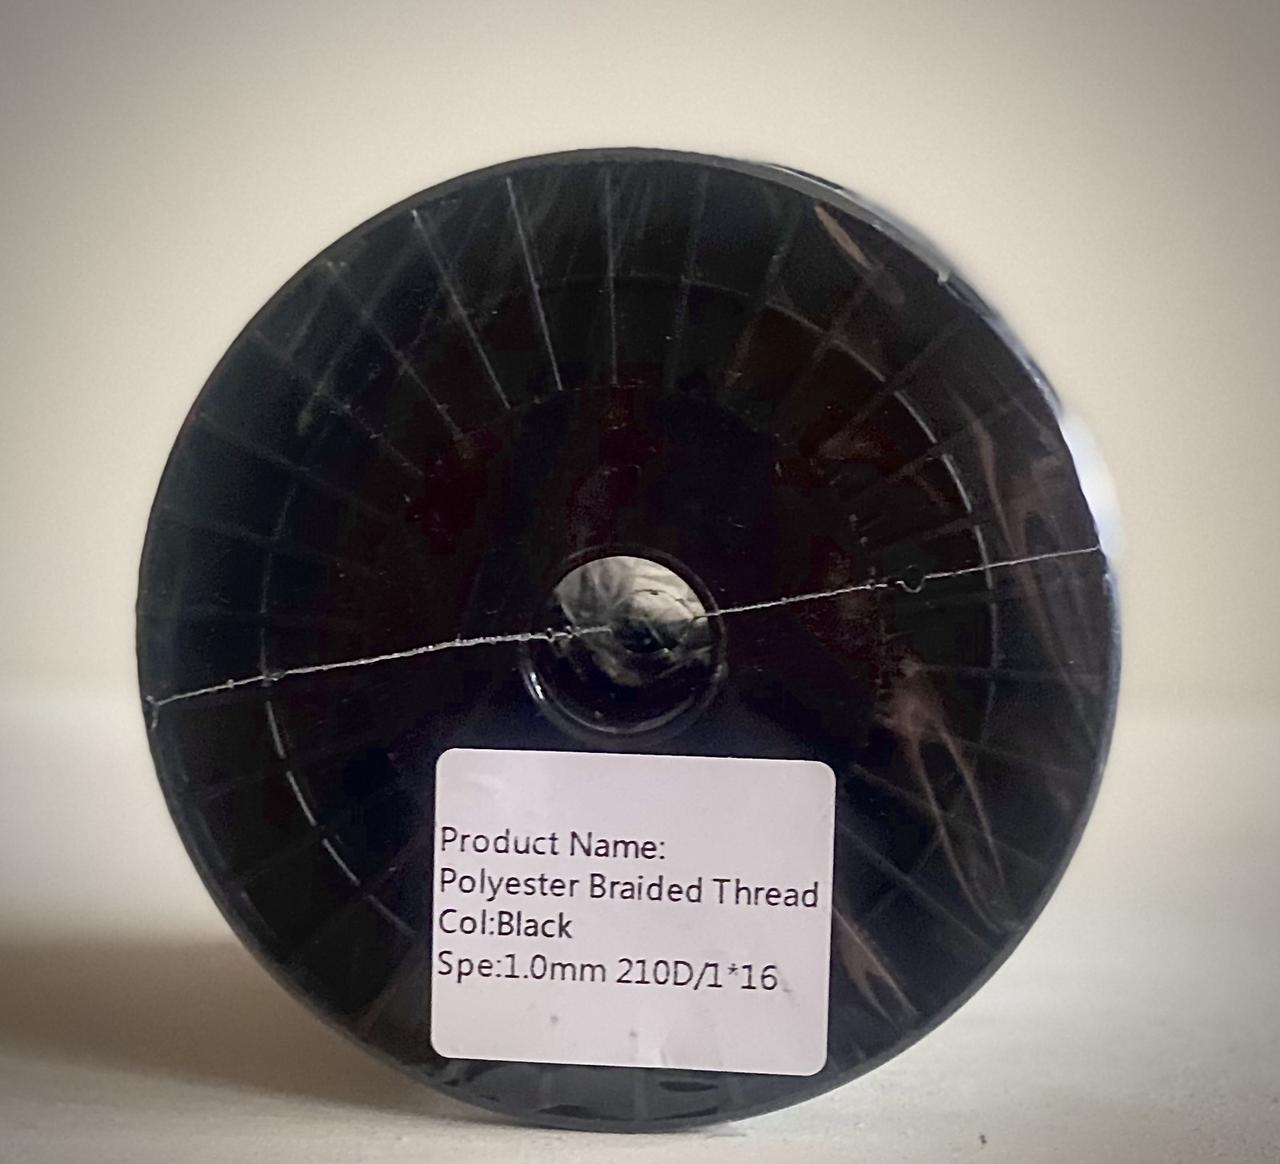 Product Name:
Polyester Braided Thread
Col:Black
Spe:1.0mm 210D/1*16